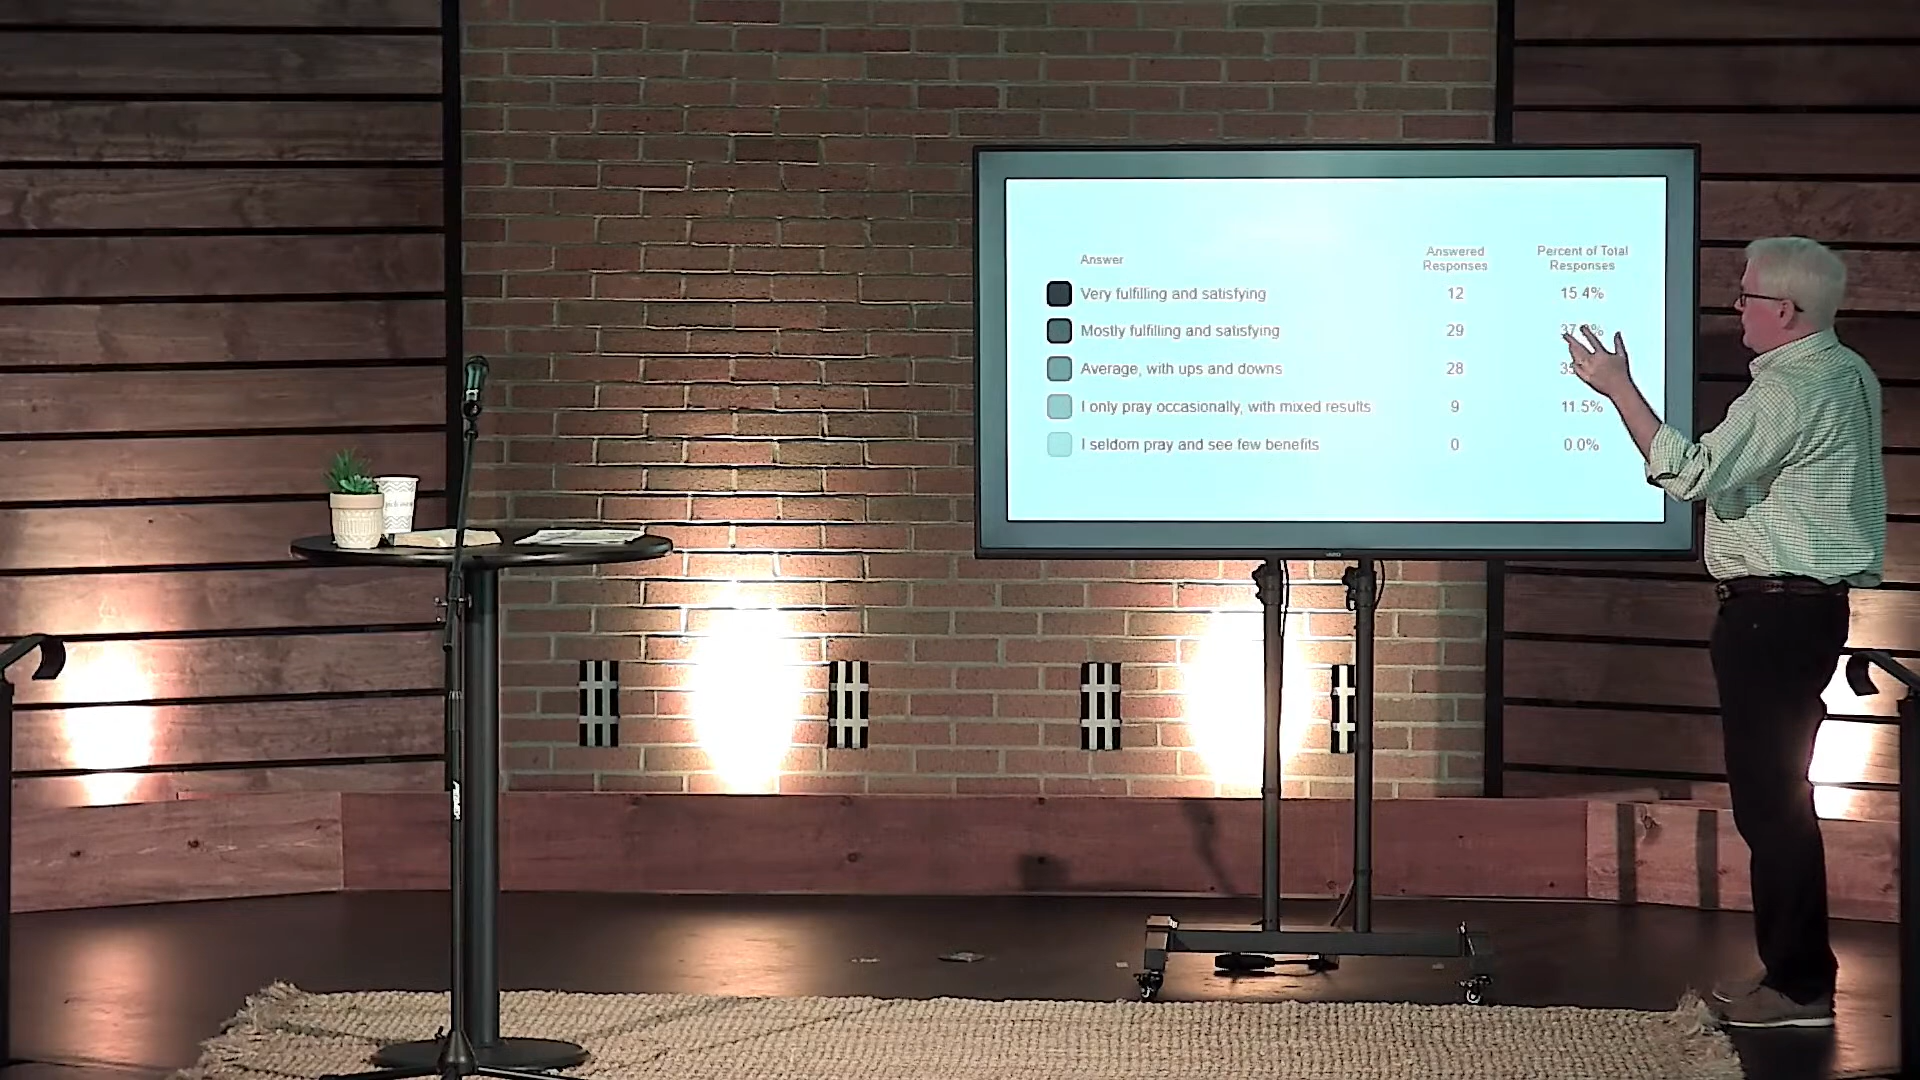 Answer Answered Responses Percent of Total Responses
Very fulfilling and satisfying 12 15.4%
Mostly fulfilling and satisfying 29
Average, with ups and downs 28
I only pray occasionally, with mixed results 9 11.5%
I seldom pray and see few benefits 0 0.0%